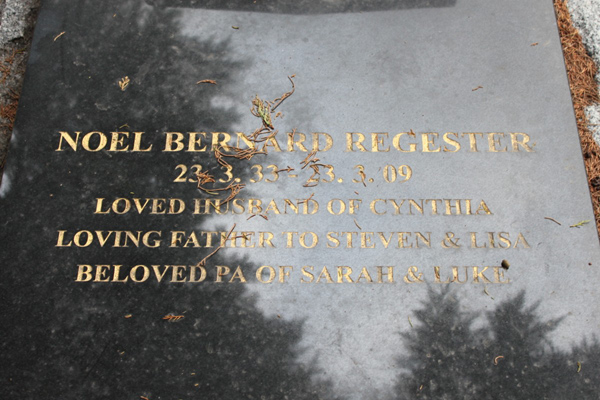 NOEL BERNARD REGESTER
23. 3. 33 - 23. 3. 09
LOVED HUSBAND OF CYNTHIA
LOVING FATHER TO STEVEN & LISA
BELOVED PA OF SARAH & LUKE